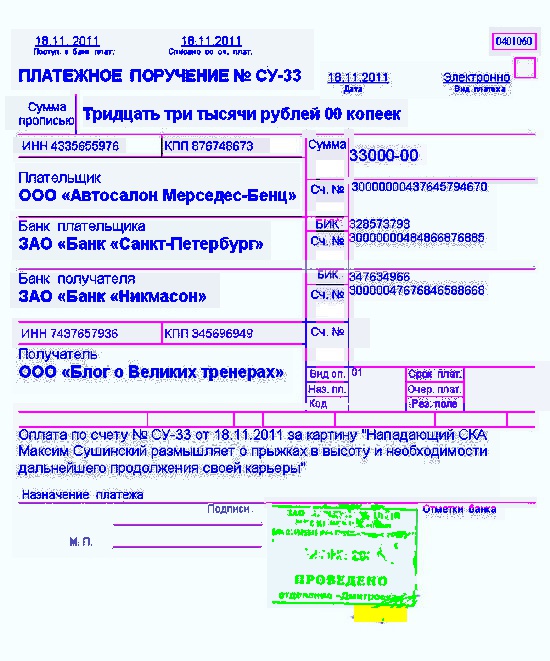 18.11. 2011 18.11. 2011 0401060
Поступ. в банк плат. Списано со сч. плат.
ПЛАТЕЖНОЕ ПОРУЧЕНИЕ № СУ-33 18.11.2011 Электронно
Дата Вид платежа
Сумма прописью Тридцать три тысячи рублей 00 копеек
ИНН 4335655976 КПП 876746673 Сумма 33000-00
Плательщик
ООО «Автосалон Мерседес-Бенц» Сч. № 30000000437645794670
Банк плательщика БИК 328573793
ЗАО «Банк «Санкт-Петербург» Сч. № 30000000484866876885
Банк получателя БИК 347634966
ЗАО «Банк «Никмасон» Сч. № 30000047676846588668
ИНН 7437657936 КПП 345696949 Сч. №
Получатель
ООО «Блог о Великих тренерах» Вид оп. 01 Срок плат.
Наз. пл. Очер. плат.
Код Рез. поле
Оплата по счету № СУ-33 от 18.11.2011 за картину "Нападающий СКА
Максим Сушинский размышляет о прыжках в высоту и необходимости
дальнейшего продолжения своей карьеры"
Назначение платежа
Подписи Отметки банка
М. П.
ЗАО
ПРОВЕДЕНО
отделение